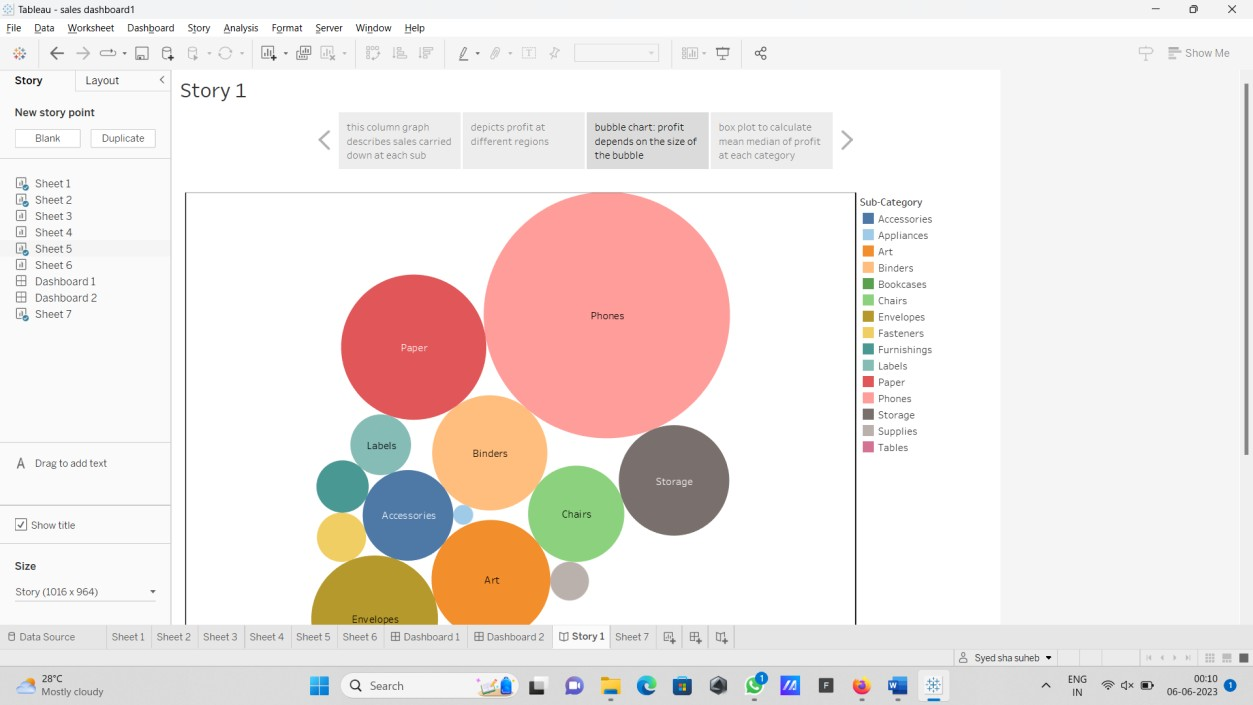 Tableau - sales dashboard1
File Data Worksheet Dashboard Story Analysis Format Server Window Help
Show Me
Story Layout
New story point
Blank Duplicate
Sheet 1
Sheet 2
Sheet 3
Sheet 4
Sheet 5
Sheet 6
Dashboard 1
Dashboard 2
Sheet 7
A Drag to add text
Show title
Size
Story (1016 x 964)
Story 1
this column graph
describes sales carried
down at each sub
depicts profit at
different regions
bubble chart: profit
depends on the size of
the bubble
box plot to calculate
mean median of profit
at each category
Phones
Paper
Labels
Binders
Storage
Accessories
Chairs
Art
Envelopes
Sub-Category
Accessories
Appliances
Art
Binders
Bookcases
Chairs
Envelopes
Fasteners
Furnishings
Labels
Paper
Phones
Storage
Supplies
Tables
Data Source Sheet 1 Sheet 2 Sheet 3 Sheet 4 Sheet 5 Sheet 6 Dashboard 1 Dashboard 2 Story 1 Sheet 7
Syed sha suheb
28°C
Mostly cloudy
Search
1
F
ENG
IN
00:10
06-06-2023
1